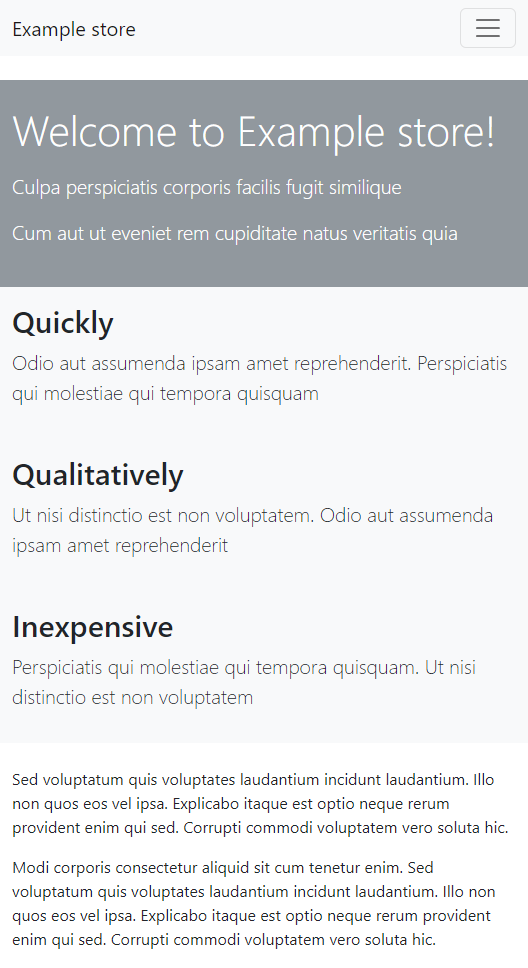 Example store
Welcome to Example store!
Culpa perspiciatis corporis facilis fugit similique
Cum aut ut eveniet rem cupiditate natus veritatis quia
Quickly
Odio aut assumenda ipsam amet reprehenderit. Perspiciatis
qui molestiae qui tempora quisquam
Qualitatively
Ut nisi distinctio est non voluptatem. Odio aut assumenda
ipsam amet reprehenderit
Inexpensive
Perspiciatis qui molestiae qui tempora quisquam. Ut nisi
distinctio est non voluptatem
Sed voluptatum quis voluptates laudantium incidunt laudantium. Illo
non quos eos vel ipsa. Explicabo itaque est optio neque rerum
provident enim qui sed. Corrupti commodi voluptatem vero soluta hic.
Modi corporis consectetur aliquid sit cum tenetur enim. Sed
voluptatum quis voluptates laudantium incidunt laudantium. Illo non
quos eos vel ipsa. Explicabo itaque est optio neque rerum provident
enim qui sed. Corrupti commodi voluptatem vero soluta hic.